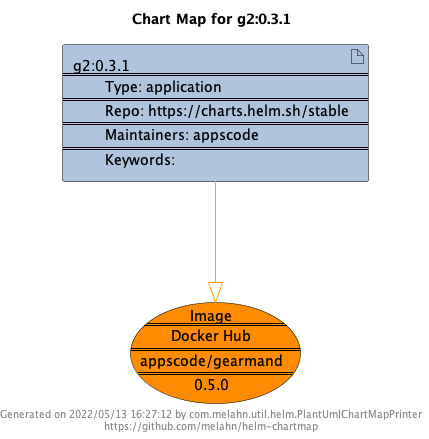 Chart Map for g2:0.3.1
g2:0.3.1
Type: application
Repo: https://charts.helm.sh/stable
Maintainers: appscode
Keywords:
Image
Docker Hub
appscode/gearmand
0.5.0
Generated on 2022/05/13 16:27:12 by com.melahn.util.helm.PlantUmlChartMapPrinter
https://github.com/melahn/helm-chartmap